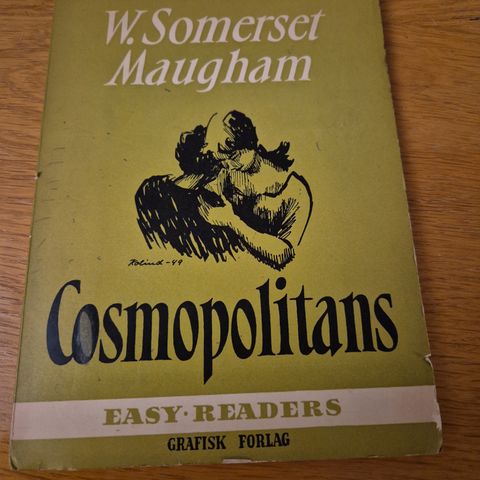 W. Somerset
Maugham
Cosmopolitans
EASY·READERS
GRAFISK FORLAG